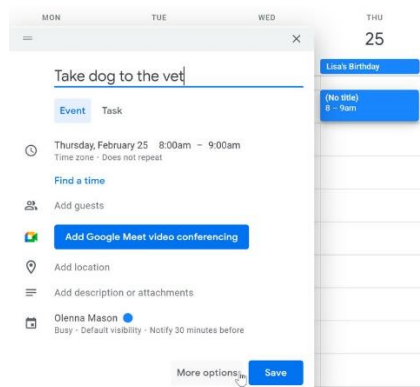 MON TUE WED THU
25
Take dog to the vet
Lisa's Birthday
(No title)
8 – 9am
Event Task
Thursday, February 25 8:00am – 9:00am
Time zone · Does not repeat
Find a time
Add guests
Add Google Meet video conferencing
Add location
Add description or attachments
Olenna Mason
Busy · Default visibility · Notify 30 minutes before
More options Save